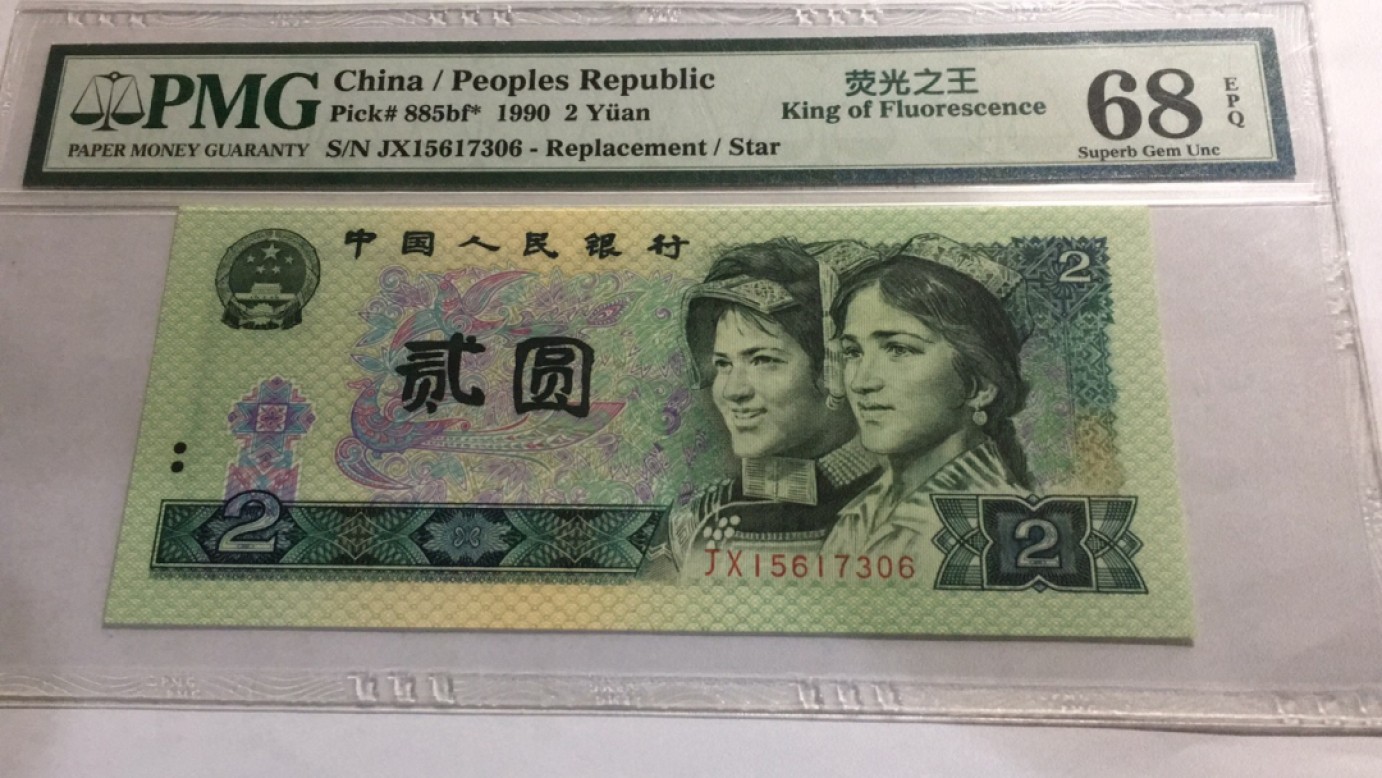 PMG
PAPER MONEY GUARANTY
China / Peoples Republic
Pick# 885bf* 1990 2 Yüan
S/N JX15617306 - Replacement / Star
荧光之王
King of Fluorescence
68
EPQ
Superb Gem Unc
中国人民银行
2
贰圆
2
2
JX15617306